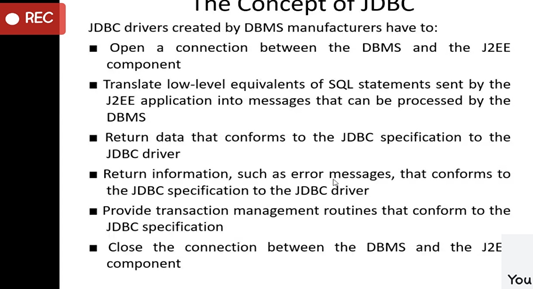 The Concept of JDBC
REC
JDBC drivers created by DBMS manufacturers have to:
■ Open a connection between the DBMS and the J2EE
component
■ Translate low-level equivalents of SQL statements sent by the
J2EE application into messages that can be processed by the
DBMS
■ Return data that conforms to the JDBC specification to the
JDBC driver
■ Return information, such as error messages, that conforms to
the JDBC specification to the JDBC driver
■ Provide transaction management routines that conform to the
JDBC specification
■ Close the connection between the DBMS and the J2E
component
You